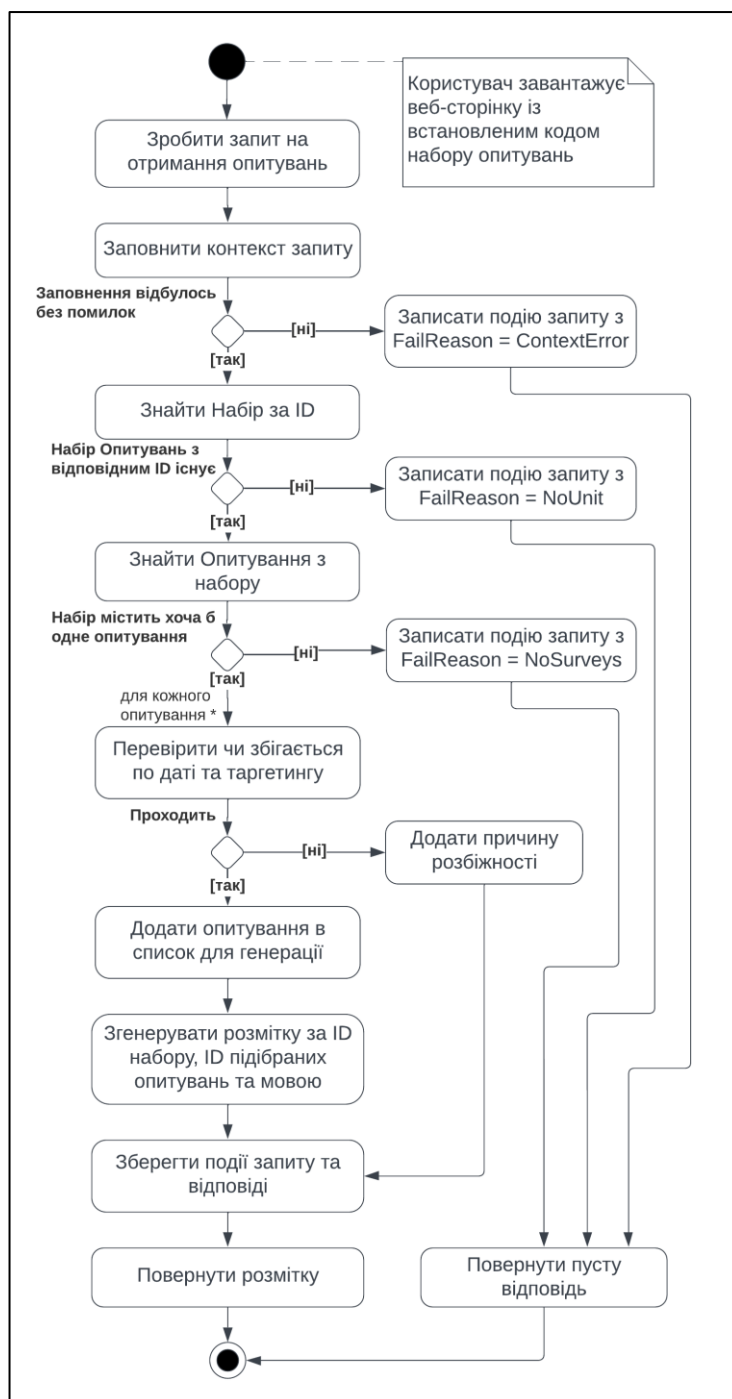 Користувач завантажує
веб-сторінку із
встановленим кодом
набору опитувань
Зробити запит на
отримання опитувань
Заповнити контекст запиту
Заповнення відбулось
без помилок
[ні]
Записати подію запиту з
FailReason = ContextError
[так]
Знайти Набір за ID
Набір Опитувань з
відповідним ID існує
[ні]
Записати подію запиту з
FailReason = NoUnit
[так]
Знайти Опитування з
набору
Набір містить хоча б
одне опитування
[ні]
Записати подію запиту з
FailReason = NoSurveys
[так]
для кожного
опитування *
Перевірити чи збігається
по даті та таргетингу
Проходить
[ні]
Додати причину
розбіжності
[так]
Додати опитування в
список для генерації
Згенерувати розмітку за ID
набору, ID підібраних
опитувань та мовою
Зберегти події запиту та
відповіді
Повернути розмітку
Повернути пусту
відповідь